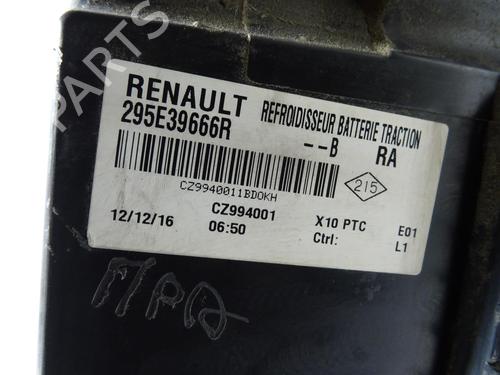 RENAULT REFROIDISSEUR BATTERIE TRACTION
295E39666R --B RA
215
CZ9940011BDOKH
12/12/16 CZ994001 X10 PTC E01
06:50 Ctrl: L1